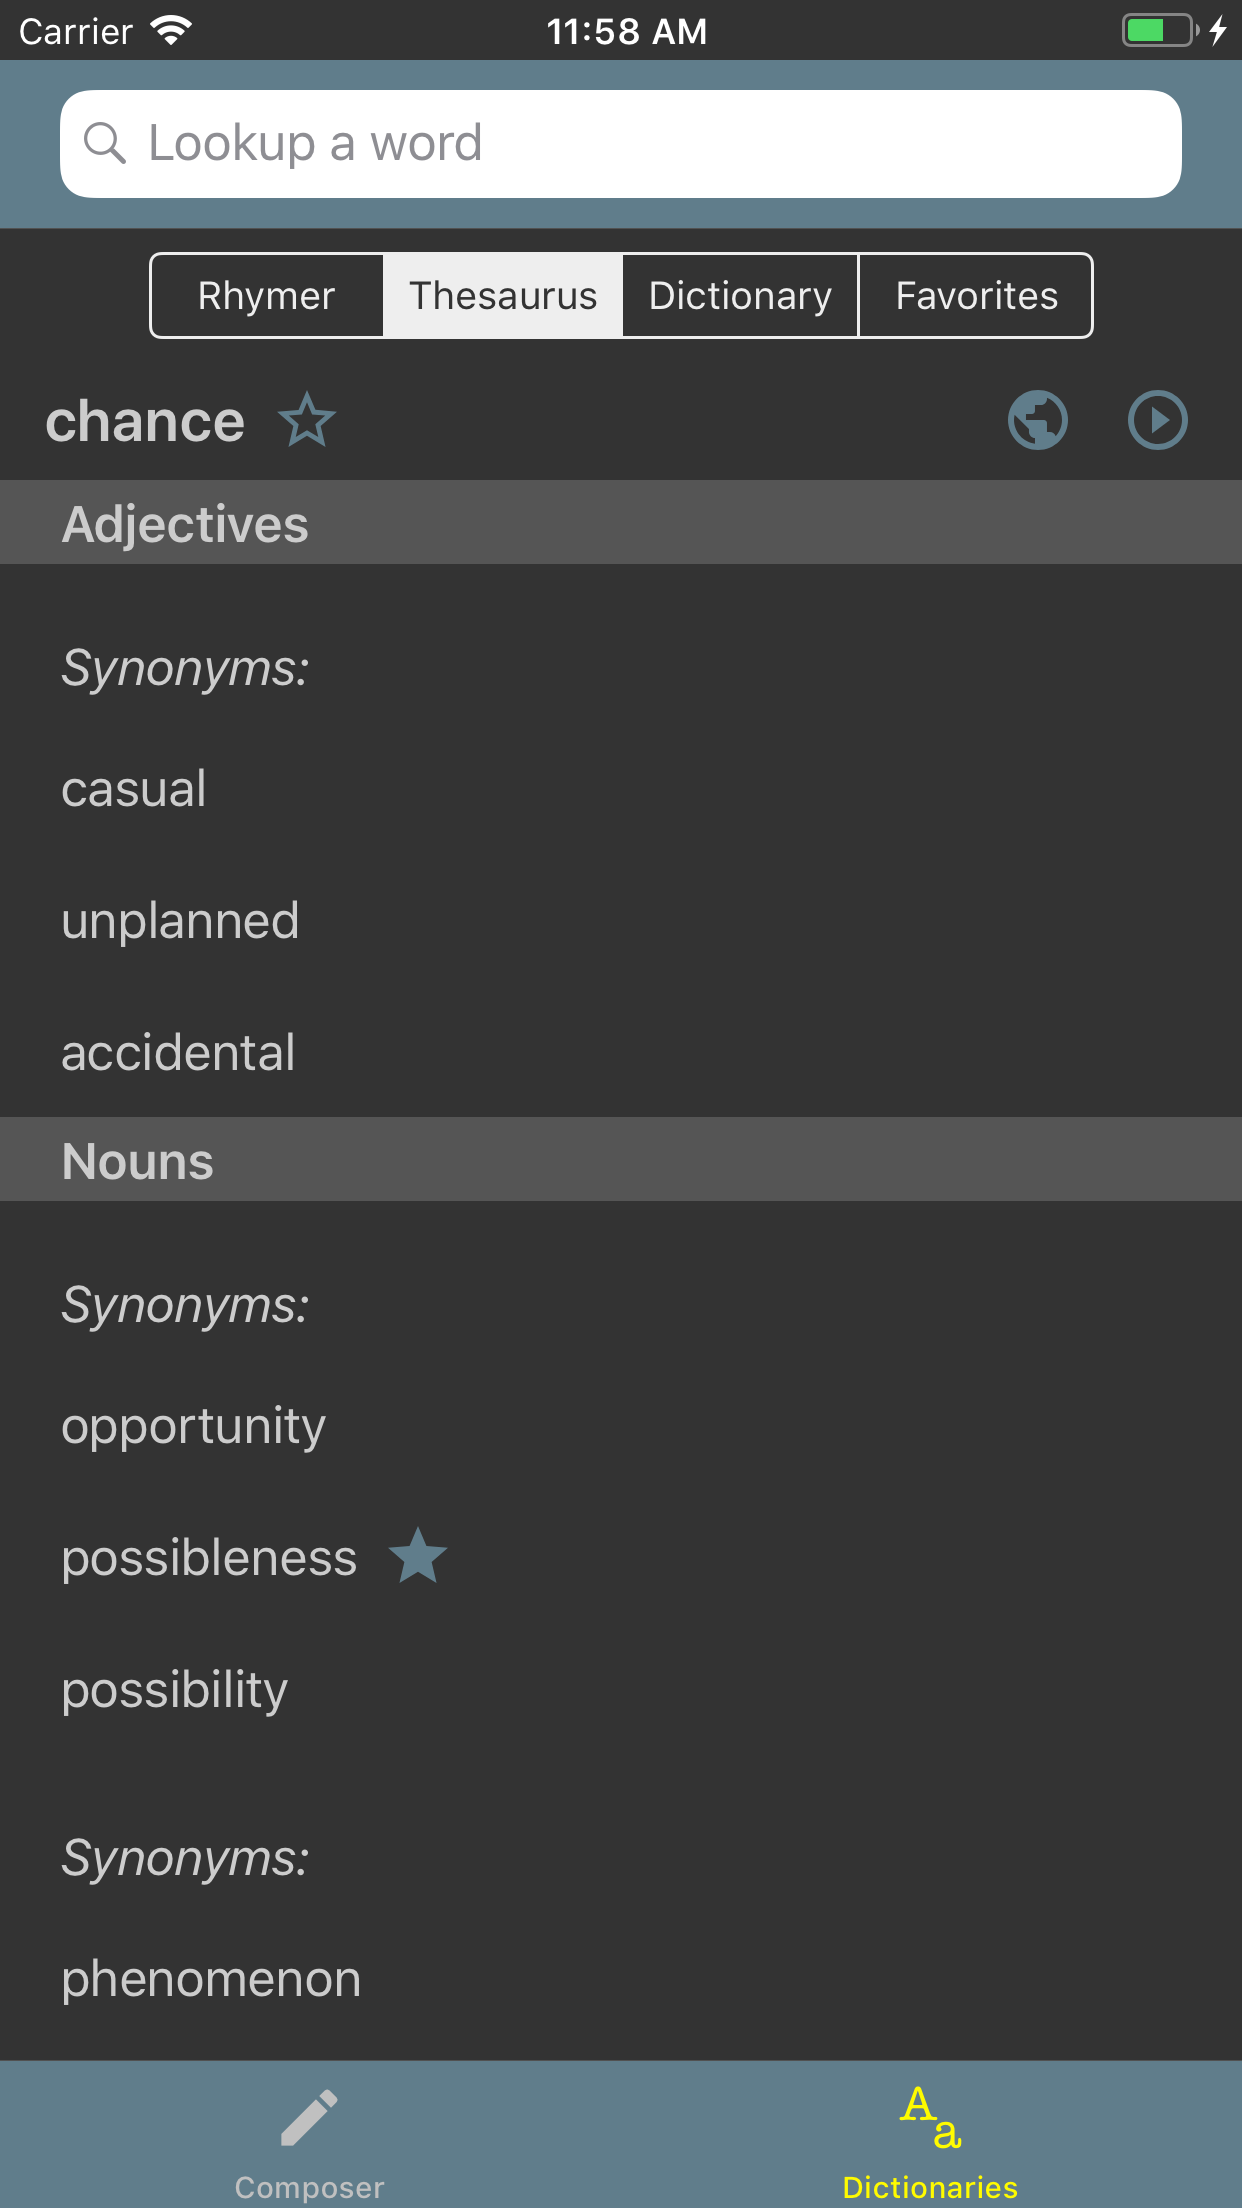 Carrier 11:58 AM
Lookup a word
Rhymer Thesaurus Dictionary Favorites
chance
Adjectives
Synonyms:
casual
unplanned
accidental
Nouns
Synonyms:
opportunity
possibleness
possibility
Synonyms:
phenomenon
Aa
Composer Dictionaries